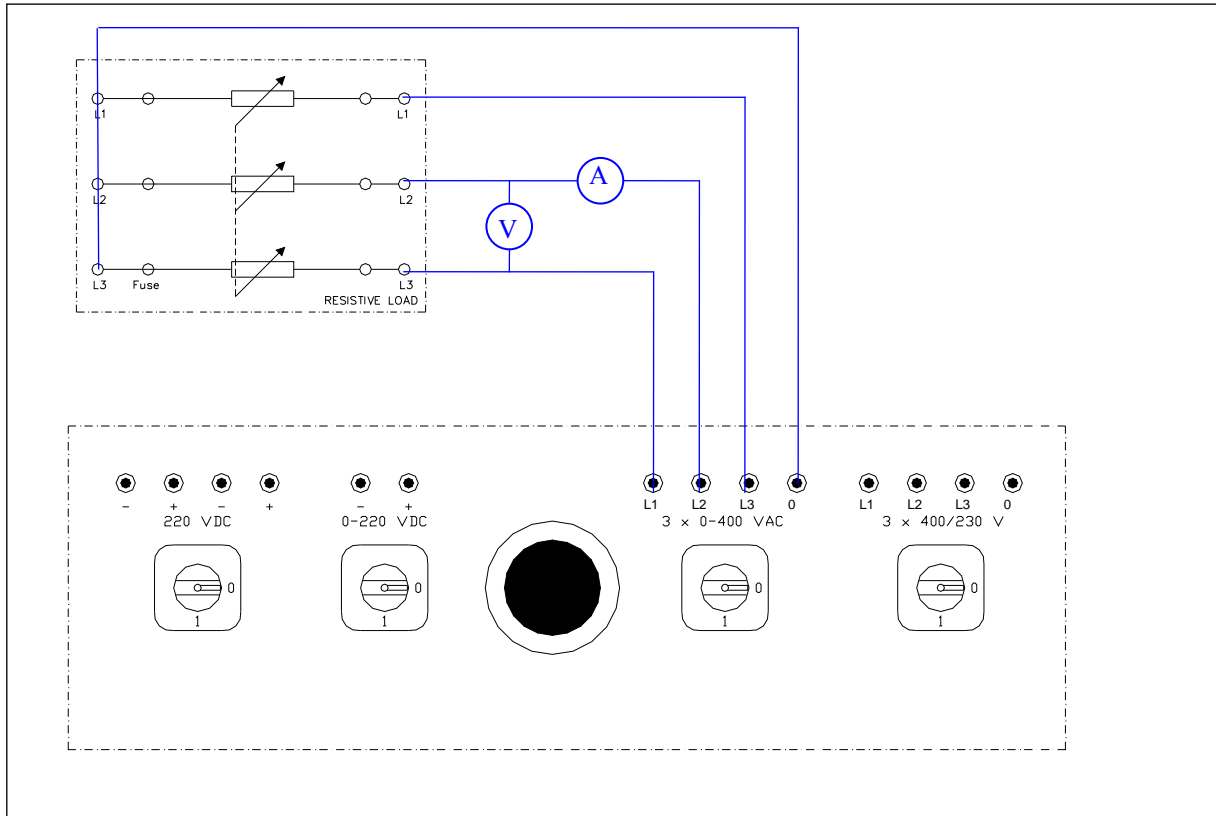 L1 L1
A
L2 L2
V
L3 Fuse L3
RESISTIVE LOAD
- + - + - + L1 L2 L3 0 L1 L2 L3 0
220 VDC 0-220 VDC 3 x 0-400 VAC 3 x 400/230 V
0 0 0 0
1 1 1 1